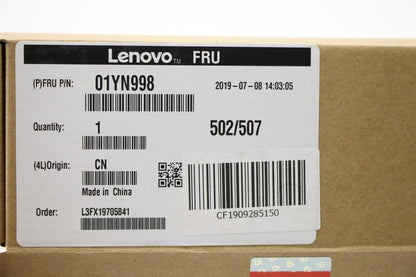 Lenovo™ FRU
(P)FRU P/N: 01YN998 2019-07-08 14:03:05
Quantity: 1 502/507
(4L)Origin: CN
Made in China
Order: L3FX19705841
CF1909285150